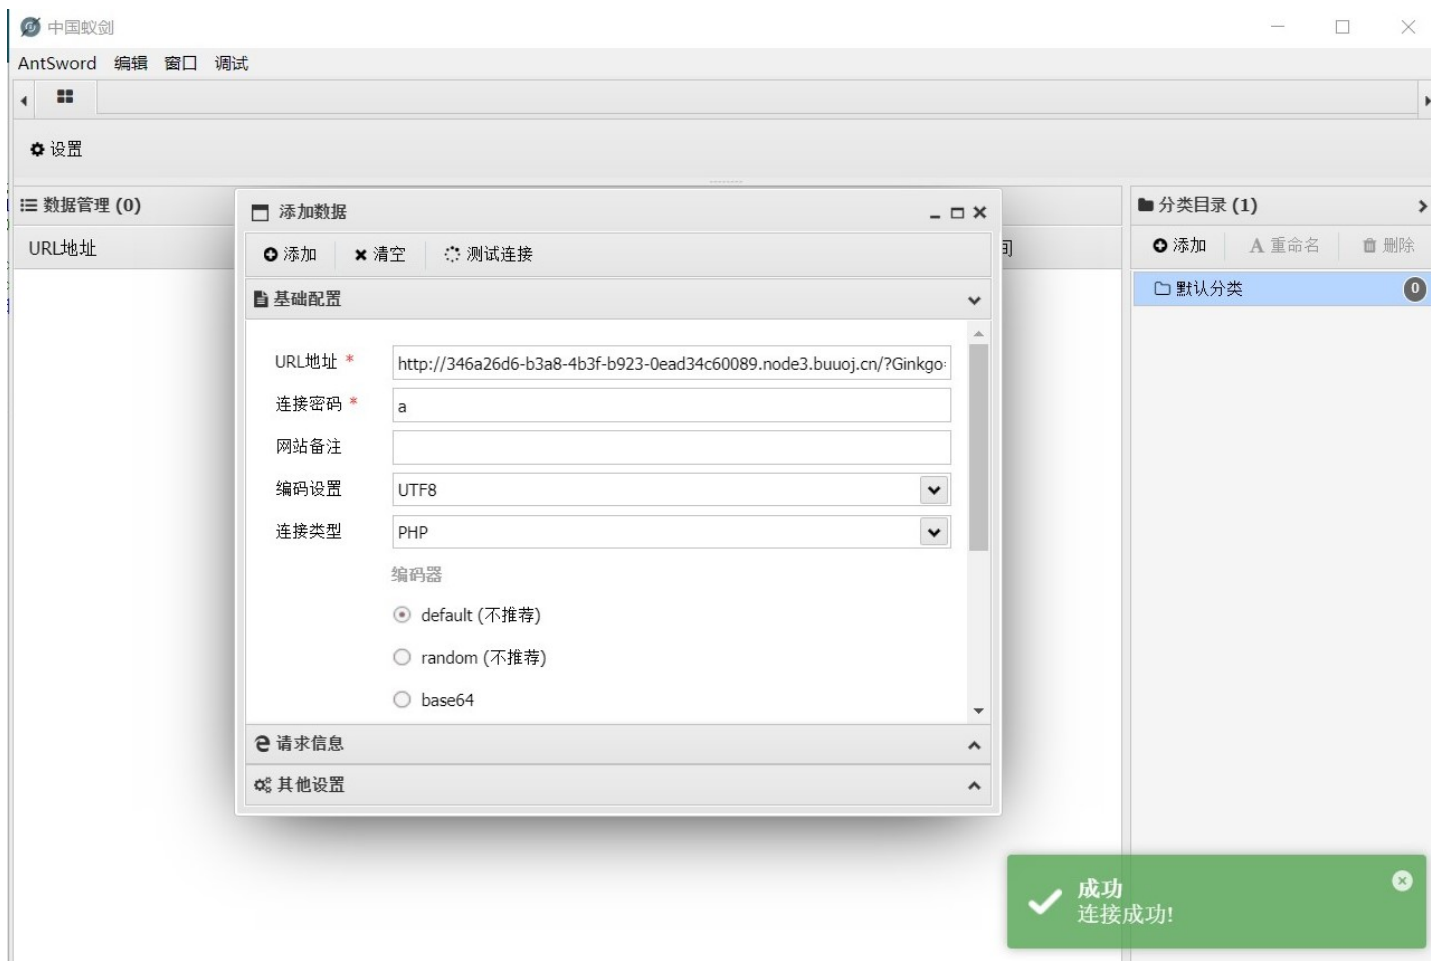 中国蚁剑
AntSword 编辑 窗口 调试
设置
数据管理 (0)
URL地址
间
添加数据
添加 清空 测试连接
基础配置
URL地址 *
http://346a26d6-b3a8-4b3f-b923-0ead34c60089.node3.buuoj.cn/?Ginkgo=
连接密码 *
a
网站备注
编码设置
UTF8
连接类型
PHP
编码器
default (不推荐)
random (不推荐)
base64
请求信息
其他设置
分类目录 (1)
添加 A 重命名 删除
默认分类 0
成功
连接成功!